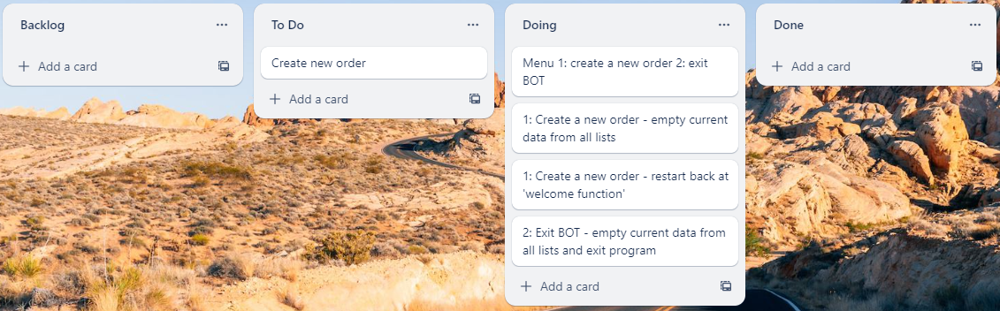 Backlog
Add a card
To Do
Create new order
Add a card
Doing
Menu 1: create a new order 2: exit
BOT
1: Create a new order - empty current
data from all lists
1: Create a new order - restart back at
'welcome function'
2: Exit BOT - empty current data from
all lists and exit program
Add a card
Done
Add a card